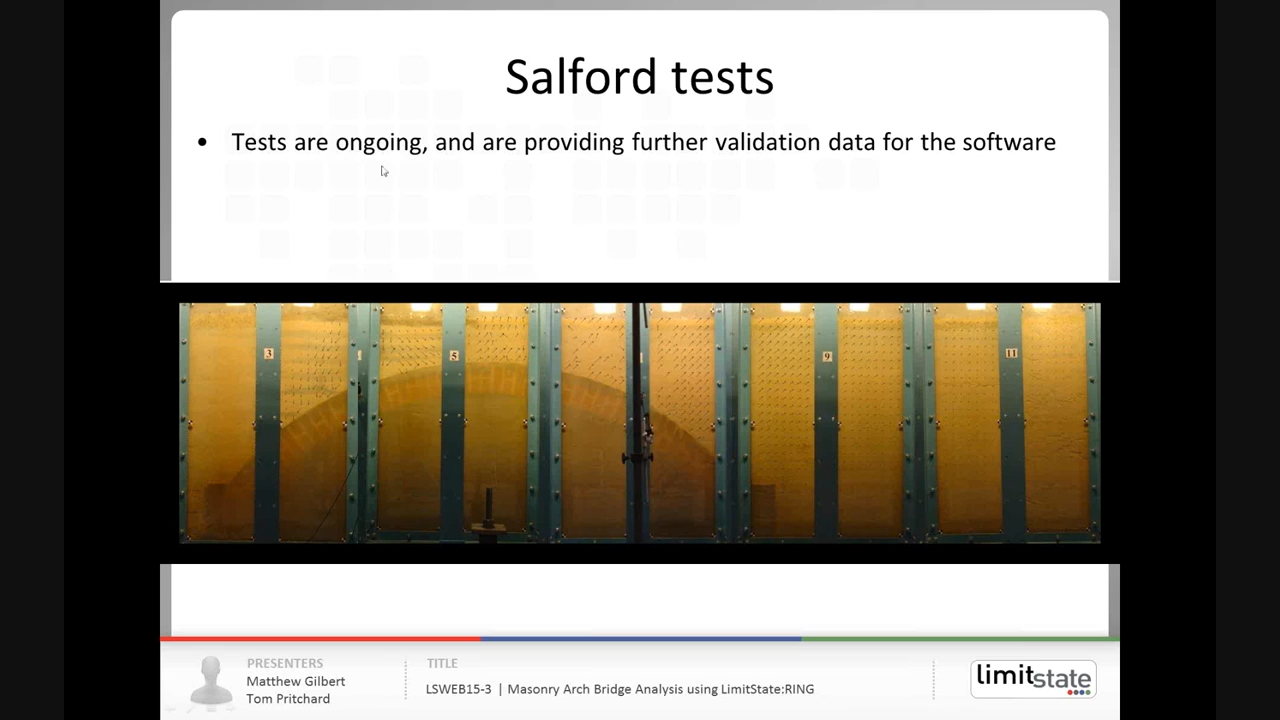 Salford tests
• Tests are ongoing, and are providing further validation data for the software
3
5
9
11
PRESENTERS
Matthew Gilbert
Tom Pritchard
TITLE
LSWEB15-3 | Masonry Arch Bridge Analysis using LimitState:RING
limitstate